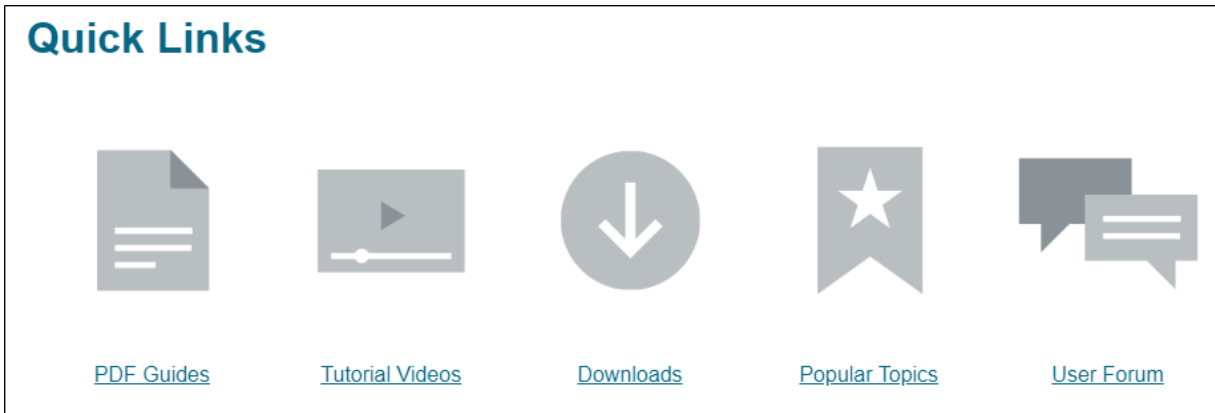 Quick Links
PDF Guides
Tutorial Videos
Downloads
Popular Topics
User Forum